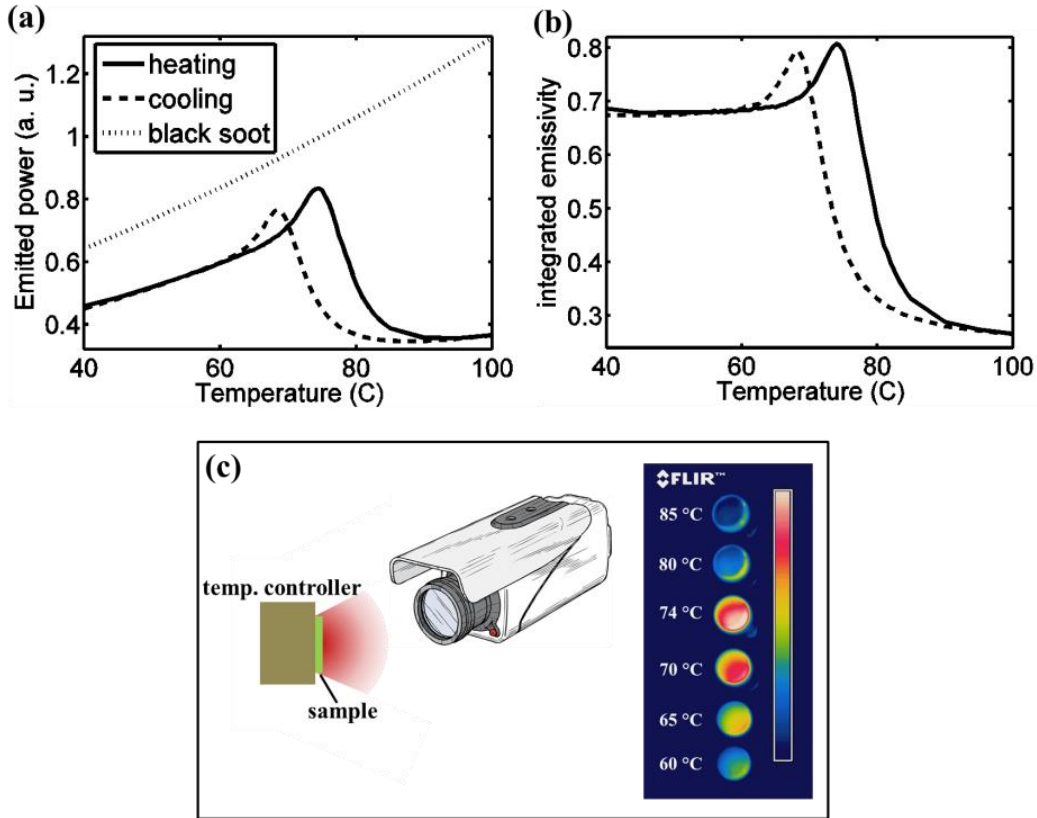 (a)
Emitted power (a. u.)
1.2
1
0.8
0.6
0.4
heating
cooling
black soot
40
60
80
100
Temperature (C)
(b)
integrated emissivity
0.8
0.7
0.6
0.5
0.4
0.3
40
60
80
100
Temperature (C)
(c)
temp. controller
sample
FLIR™
85 °C
80 °C
74 °C
70 °C
65 °C
60 °C